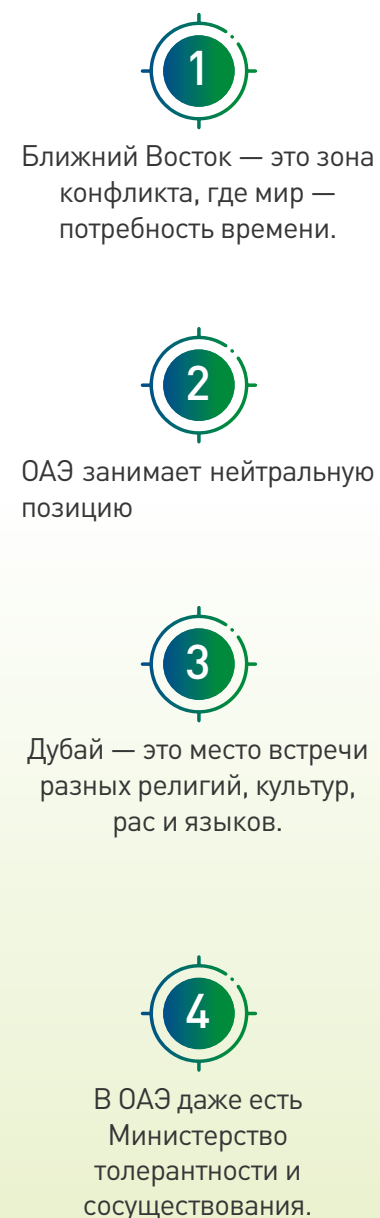 1
Ближний Восток — это зона
конфликта, где мир —
потребность времени.
2
ОАЭ занимает нейтральную
позицию
3
Дубай — это место встречи
разных религий, культур,
рас и языков.
4
В ОАЭ даже есть
Министерство
толерантности и
сосуществования.